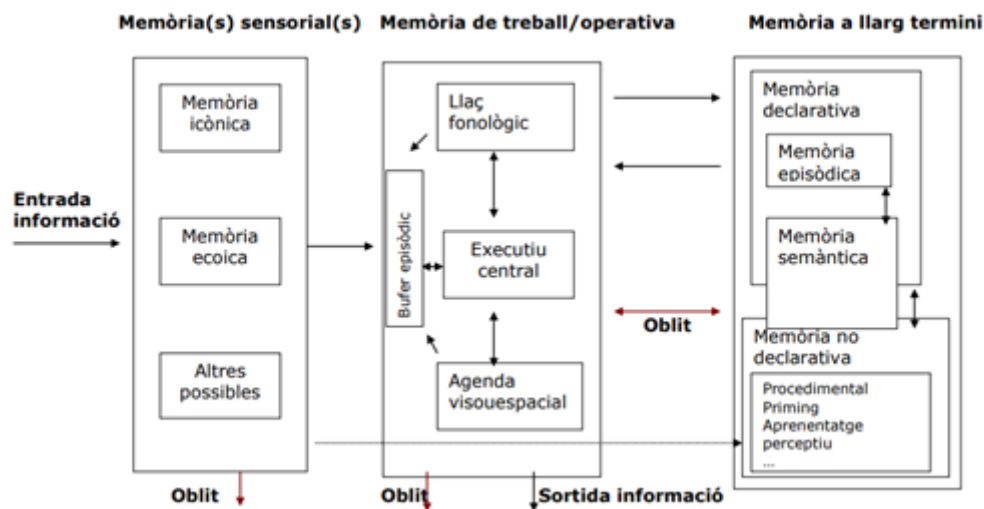 Memòria(s) sensorial(s)
Memòria de treball/operativa
Memòria a llarg termini
Entrada
informació
Memòria
icònica
Memòria
ecoica
Altres
possibles
Oblit
Llaç
fonològic
Bufer episòdic
Executiu
central
Agenda
visouespacial
Oblit
Sortida informació
Oblit
Memòria
declarativa
Memòria
episòdica
Memòria
semàntica
Memòria no
declarativa
Procedimental
Priming
Aprenentatge
perceptiu
...